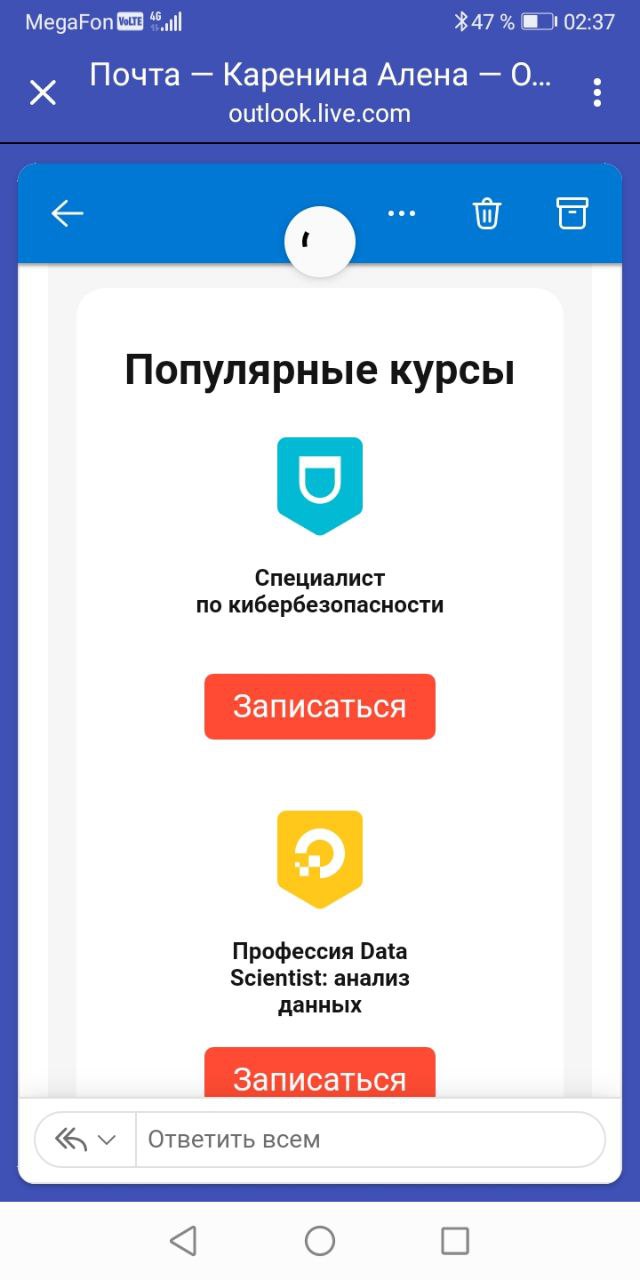 MegaFon VoLTE 4G 47 % 02:37
Почта — Каренина Алена — O...
outlook.live.com
Популярные курсы
Специалист
по кибербезопасности
Записаться
Профессия Data
Scientist: анализ
данных
Записаться
Ответить всем